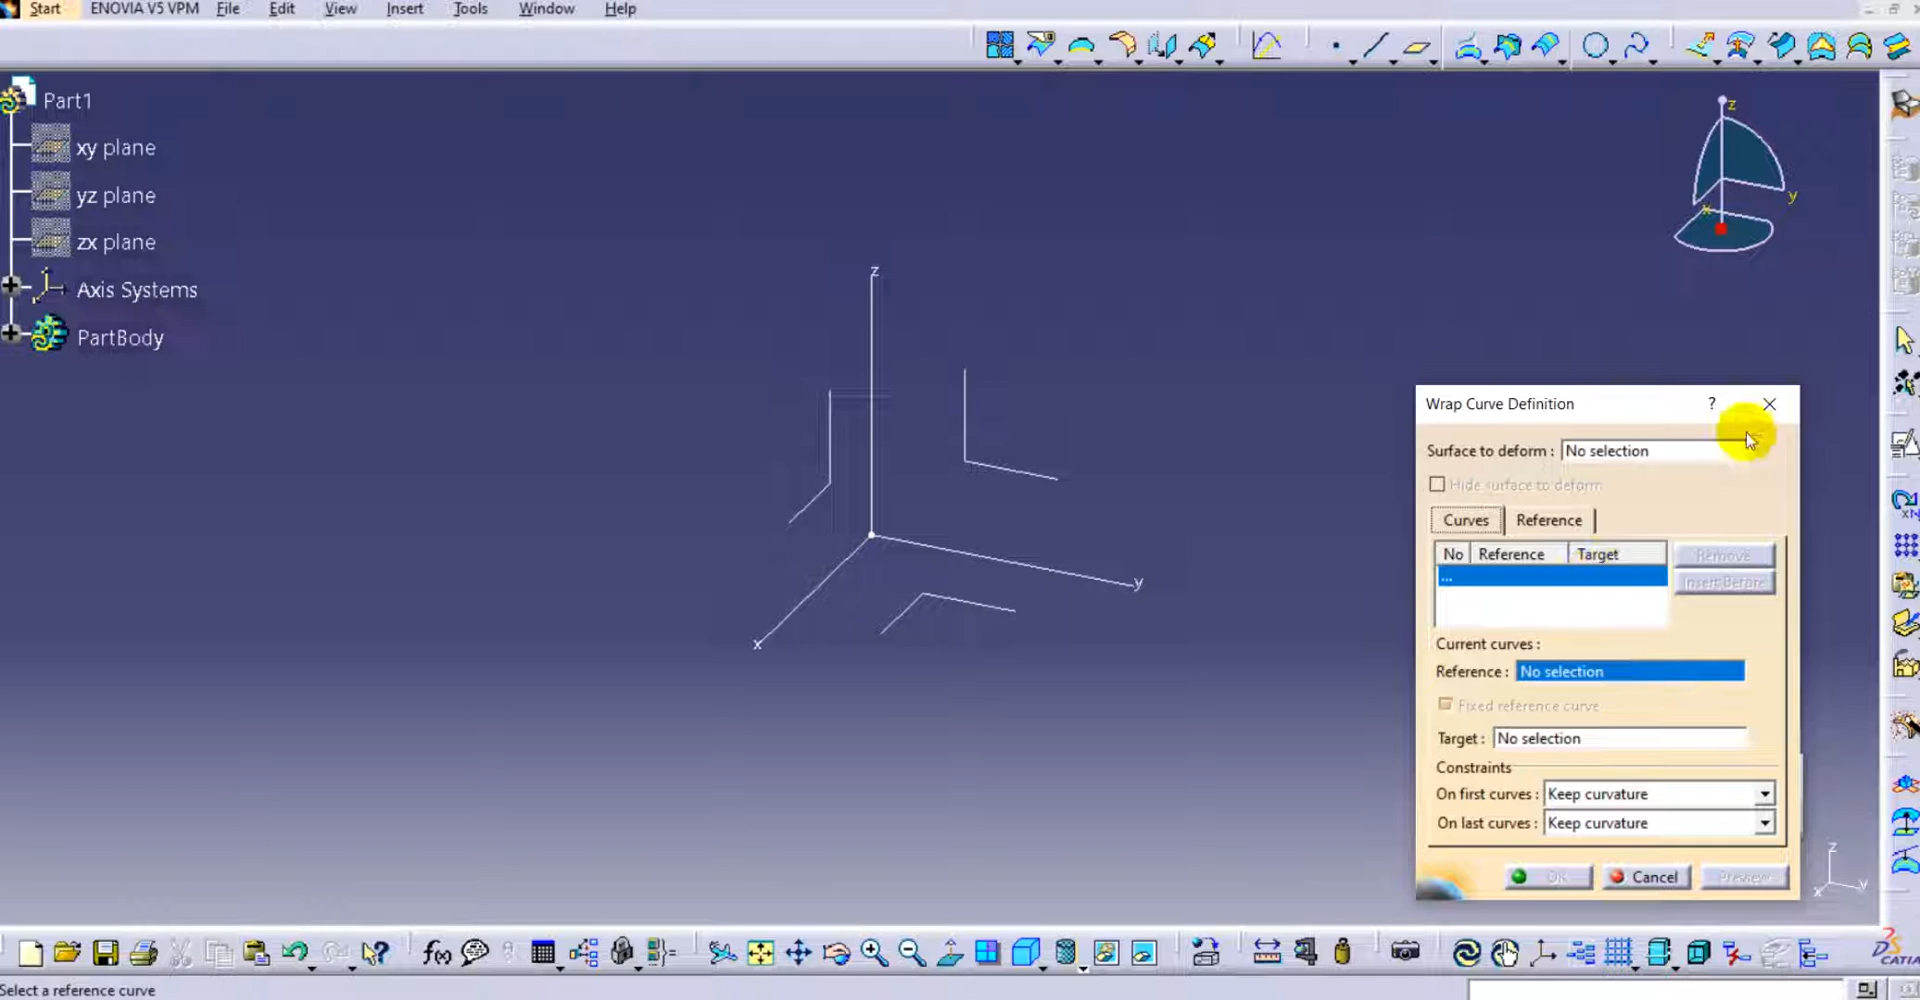 Start ENOVIA V5 VPM File Edit View Insert Tools Window Help
Part1
xy plane
yz plane
zx plane
Axis Systems
PartBody
z
y
x
z
y
x
Wrap Curve Definition ?
Surface to deform : No selection
Hide surface to deform
Curves Reference
No Reference Target
...
Remove
Insert Before
Current curves :
Reference : No selection
Fixed reference curve
Target : No selection
Constraints
On first curves : Keep curvature
On last curves : Keep curvature
OK Cancel Preview
z
x y
f(x)
CATIA
Select a reference curve